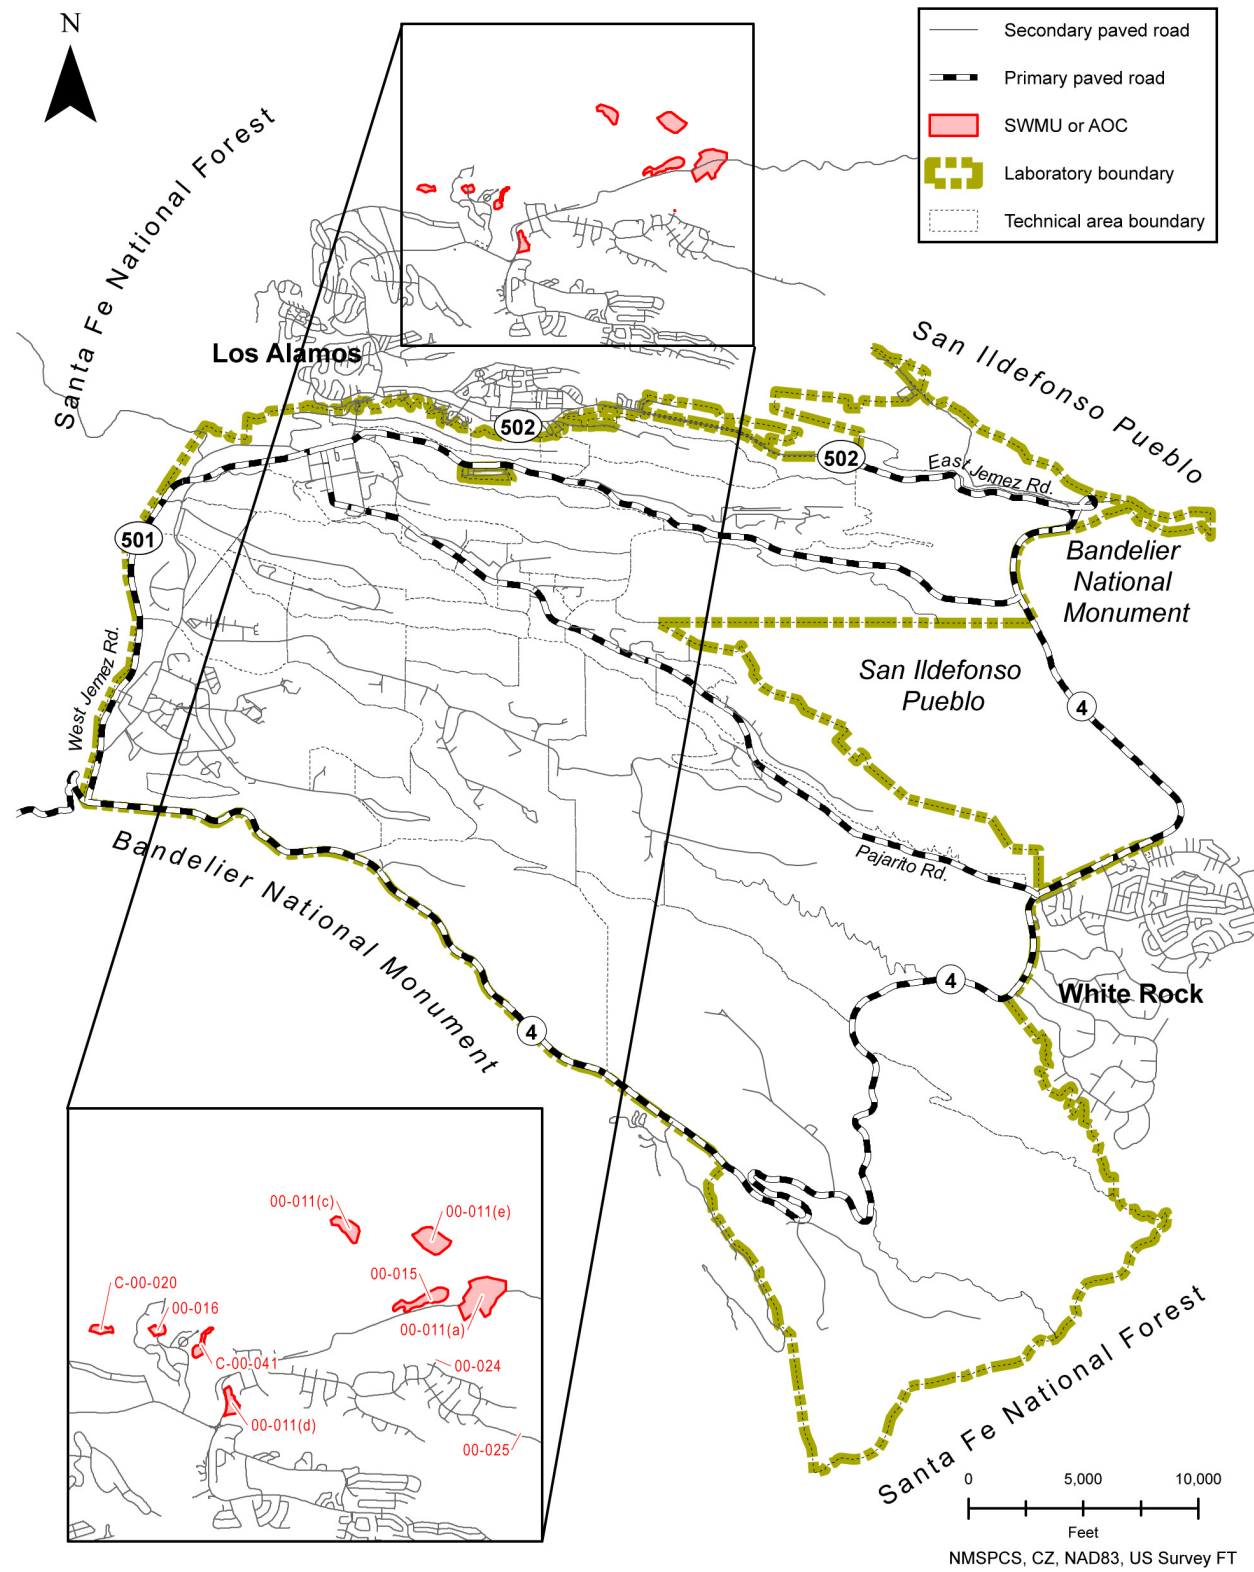 N
Secondary paved road
Primary paved road
SWMU or AOC
Laboratory boundary
Technical area boundary
Santa Fe National Forest
Los Alamos
San Ildefonso Pueblo
502
502
East Jemez Rd.
501
Bandelier
National
Monument
West Jemez Rd.
San Ildefonso
Pueblo
4
Bandelier National Monument
Pajarito Rd.
4
White Rock
4
00-011(c)
00-011(e)
00-015
C-00-020
00-016
00-011(a)
C-00-041
00-024
00-011(d)
00-025
Santa Fe National Forest
0
5,000
10,000
Feet
NMSPCS, CZ, NAD83, US Survey FT